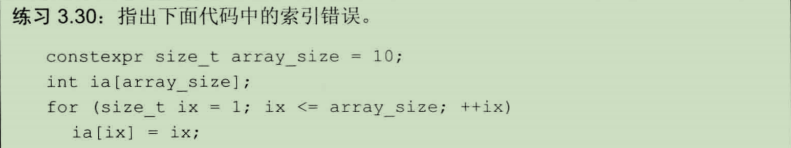 练习 3.30：指出下面代码中的索引错误。
constexpr size_t array_size = 10;
int ia[array_size];
for (size_t ix = 1; ix <= array_size; ++ix)
ia[ix] = ix;